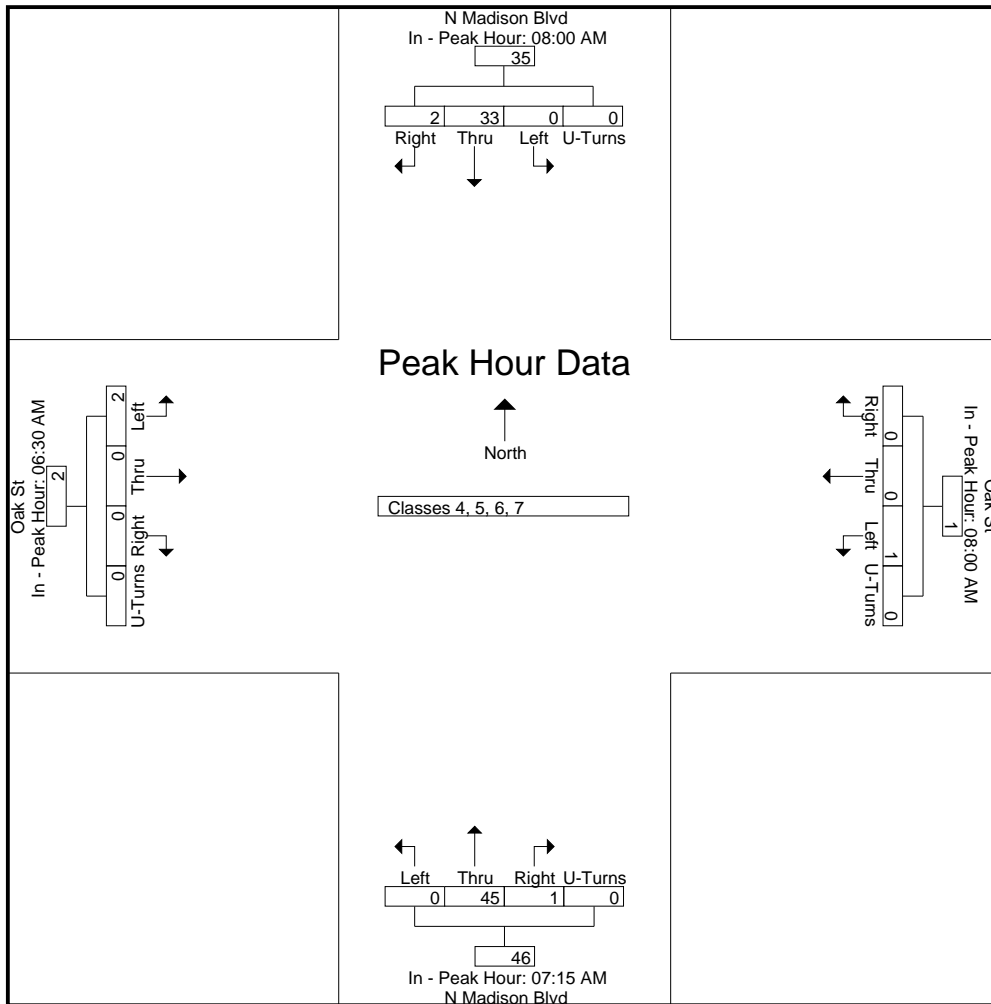 N Madison Blvd
In - Peak Hour: 08:00 AM
35
2 33 0 0
Right Thru Left U-Turns
Peak Hour Data
North
Classes 4, 5, 6, 7
Oak St
In - Peak Hour: 06:30 AM
2
2 0 0 0
Left Thru Right U-Turns
Oak St
In - Peak Hour: 08:00 AM
1
0 0 1 0
Right Thru Left U-Turns
Left Thru Right U-Turns
0 45 1 0
46
In - Peak Hour: 07:15 AM
N Madison Blvd